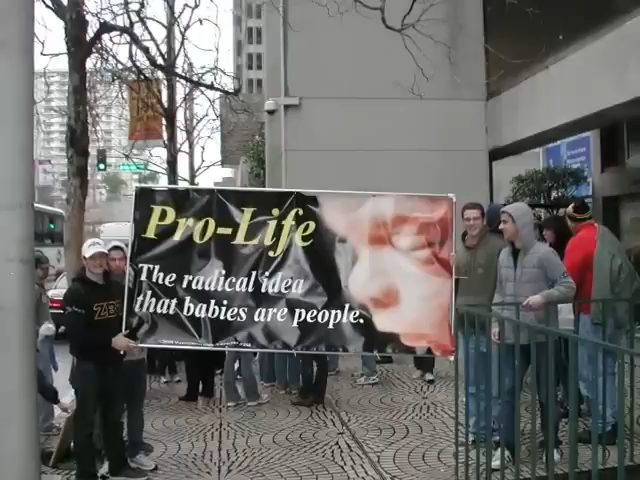 Pro-Life
The radical idea
that babies are people.